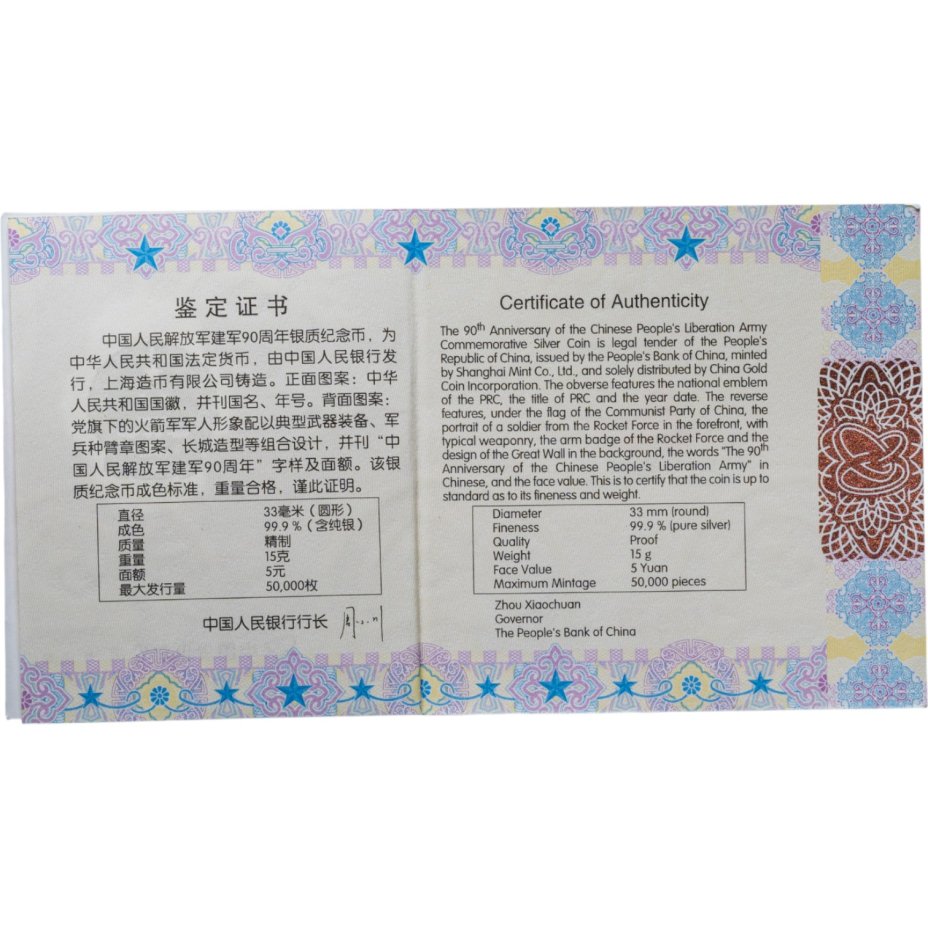 鉴定证书
中国人民解放军建军90周年银质纪念币，为
中华人民共和国法定货币，由中国人民银行发
行，上海造币有限公司铸造。正面图案：中华
人民共和国国徽，并刊国名、年号。背面图案：
党旗下的火箭军军人形象配以典型武器装备、军
兵种臂章图案、长城造型等组合设计，并刊“中
国人民解放军建军90周年”字样及面额。该银
质纪念币成色标准，重量合格，谨此证明。
直径 33毫米（圆形）
成色 99.9％（含纯银）
质量 精制
重量 15克
面额 5元
最大发行量 50,000枚
中国人民银行行长
Certificate of Authenticity
The 90th Anniversary of the Chinese People's Liberation Army
Commemorative Silver Coin is legal tender of the People's
Republic of China, issued by the People's Bank of China, minted
by Shanghai Mint Co., Ltd., and solely distributed by China Gold
Coin Incorporation. The obverse features the national emblem
of the PRC, the title of PRC and the year date. The reverse
features, under the flag of the Communist Party of China, the
portrait of a soldier from the Rocket Force in the forefront, with
typical weaponry, the arm badge of the Rocket Force and the
design of the Great Wall in the background, the words "The 90th
Anniversary of the Chinese People's Liberation Army" in
Chinese, and the face value. This is to certify that the coin is up to
standard as to its fineness and weight.
Diameter 33 mm (round)
Fineness 99.9 % (pure silver)
Quality Proof
Weight 15 g
Face Value 5 Yuan
Maximum Mintage 50,000 pieces
Zhou Xiaochuan
Governor
The People's Bank of China